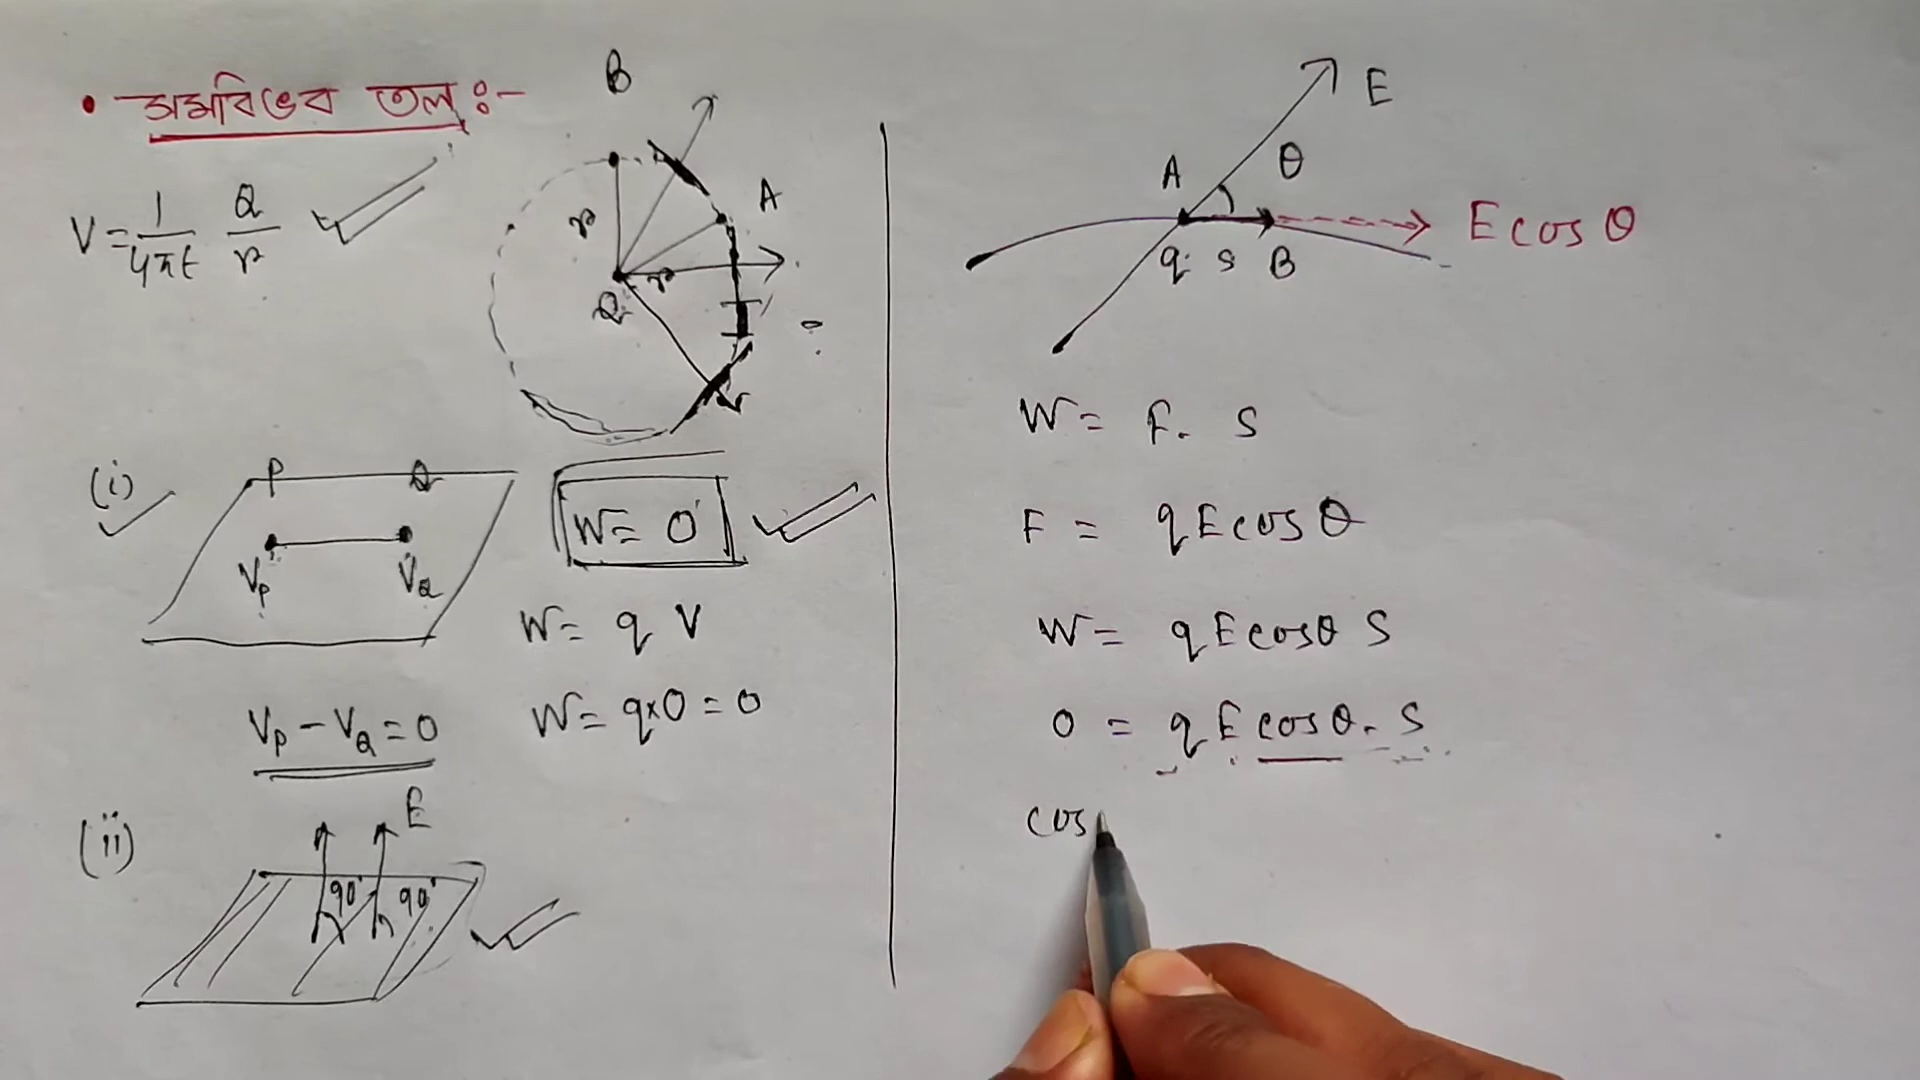 • সমবিভব তল :-
V = 1/4πε Q/r
B
A
r
r
Q
(i)
P Q
V_P V_Q
W = 0
W = q V
W = q×0 = 0
V_P - V_Q = 0
(ii)
E
90° 90°
E
A θ
E cos θ
q s B
W = F. S
F = qE cos θ
W = qE cosθ S
0 = qE cosθ. S
cos